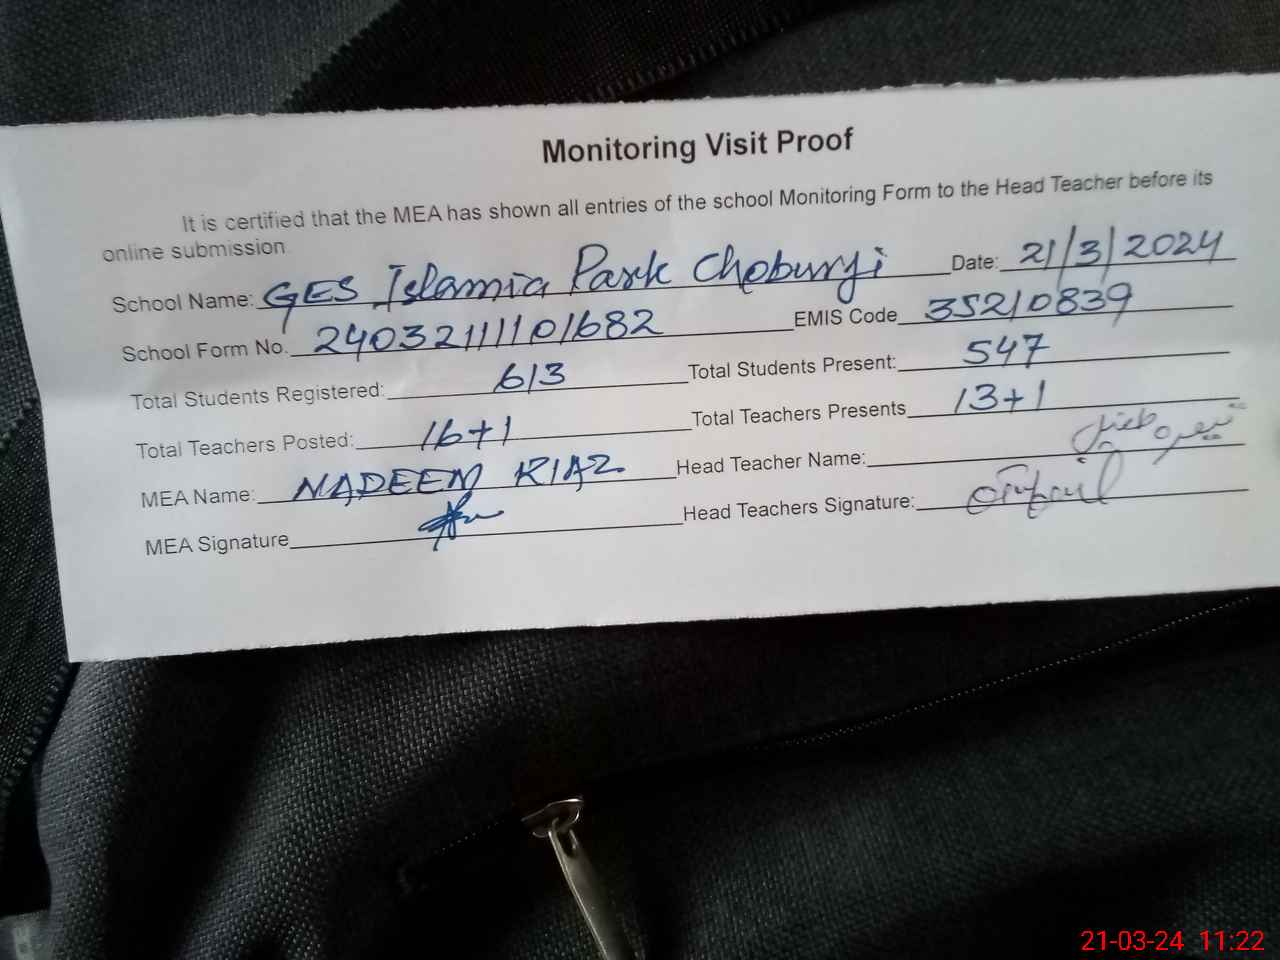 Monitoring Visit Proof
It is certified that the MEA has shown all entries of the school Monitoring Form to the Head Teacher before its
online submission.
School Name: GES Islamia Park Choburji Date: 21/3/2024
School Form No. 24032111101682 EMIS Code 35210839
Total Students Registered: 613 Total Students Present: 547
Total Teachers Posted: 16+1 Total Teachers Presents 13+1
MEA Name: NADEEM RIAZ Head Teacher Name:
MEA Signature Head Teachers Signature:
21-03-24 11:22